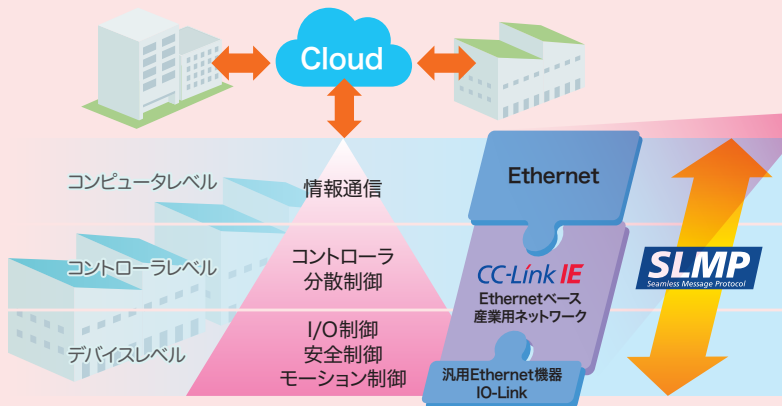 Cloud
コンピュータレベル
情報通信
Ethernet
コントローラレベル
コントローラ
分散制御
CC-Link IE
Ethernetベース
産業用ネットワーク
SLMP
Seamless Message Protocol
デバイスレベル
I/O制御
安全制御
モーション制御
汎用Ethernet機器
IO-Link